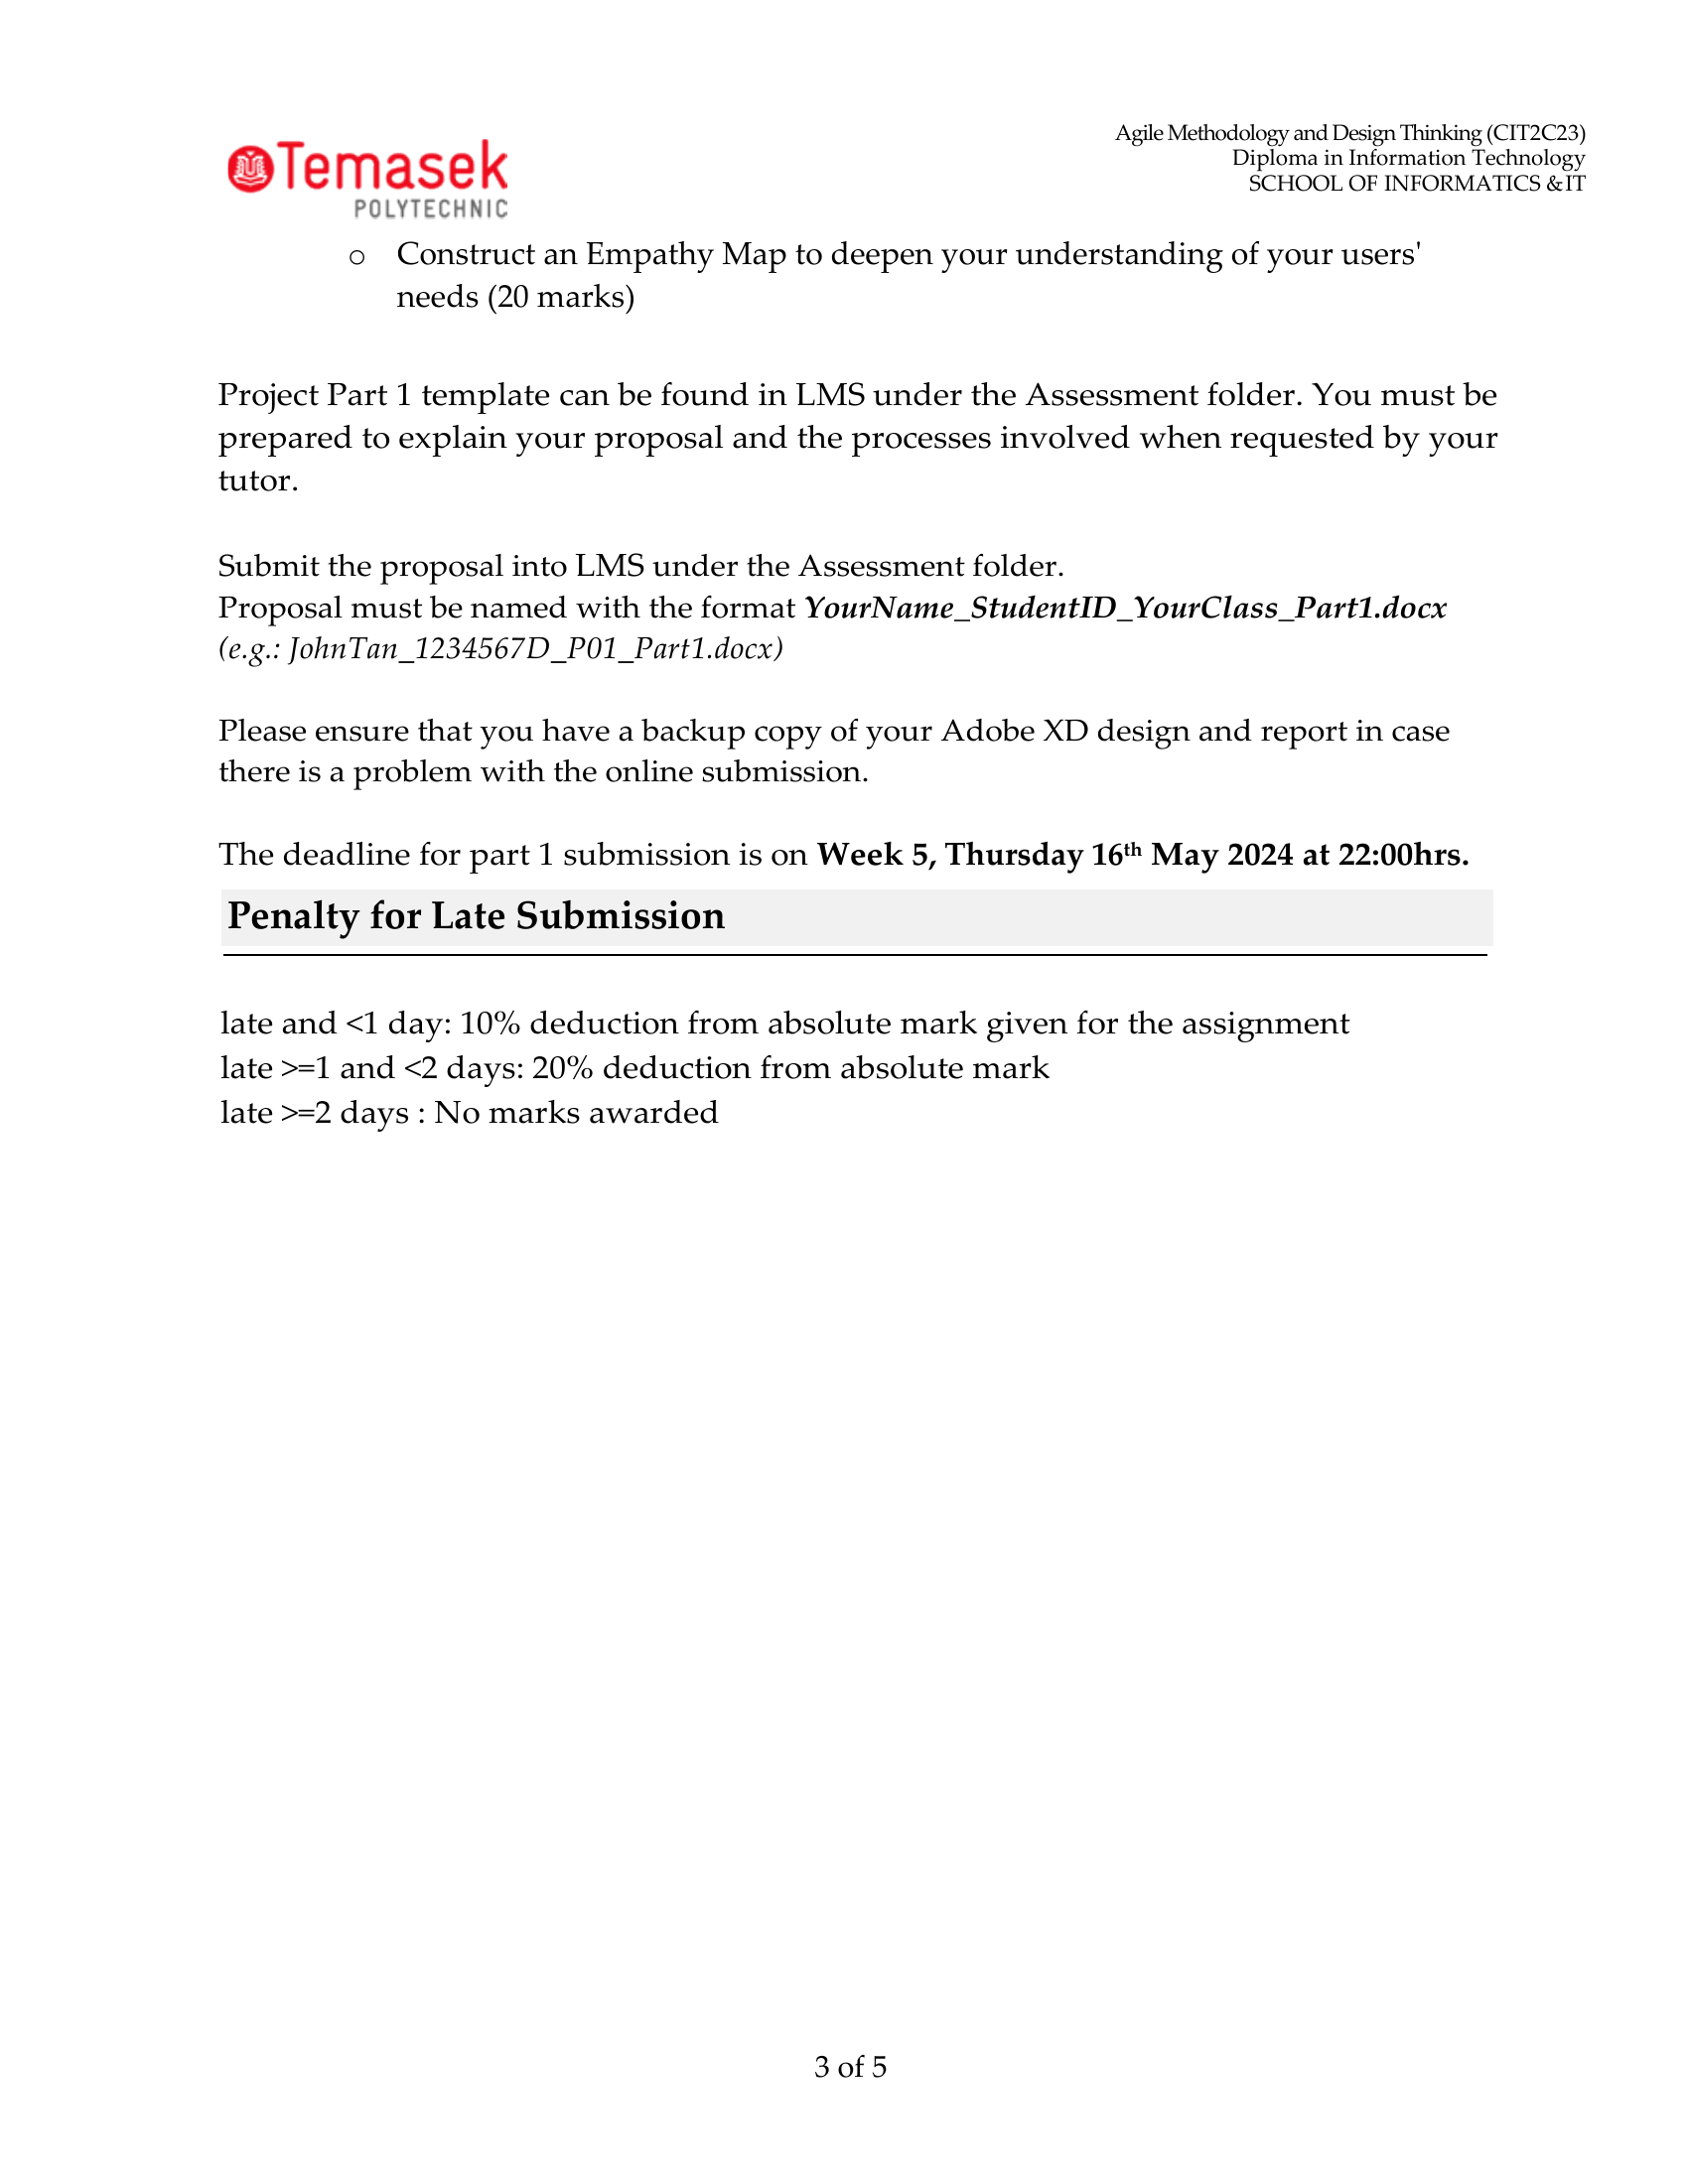 Temasek
POLYTECHNIC
Agile Methodology and Design Thinking (CIT2C23)
Diploma in Information Technology
SCHOOL OF INFORMATICS & IT
o Construct an Empathy Map to deepen your understanding of your users'
needs (20 marks)
Project Part 1 template can be found in LMS under the Assessment folder. You must be
prepared to explain your proposal and the processes involved when requested by your
tutor.
Submit the proposal into LMS under the Assessment folder.
Proposal must be named with the format YourName_StudentID_YourClass_Part1.docx
(e.g.: JohnTan_1234567D_P01_Part1.docx)
Please ensure that you have a backup copy of your Adobe XD design and report in case
there is a problem with the online submission.
The deadline for part 1 submission is on Week 5, Thursday 16th May 2024 at 22:00hrs.
Penalty for Late Submission
late and <1 day: 10% deduction from absolute mark given for the assignment
late >=1 and <2 days: 20% deduction from absolute mark
late >=2 days : No marks awarded
3 of 5